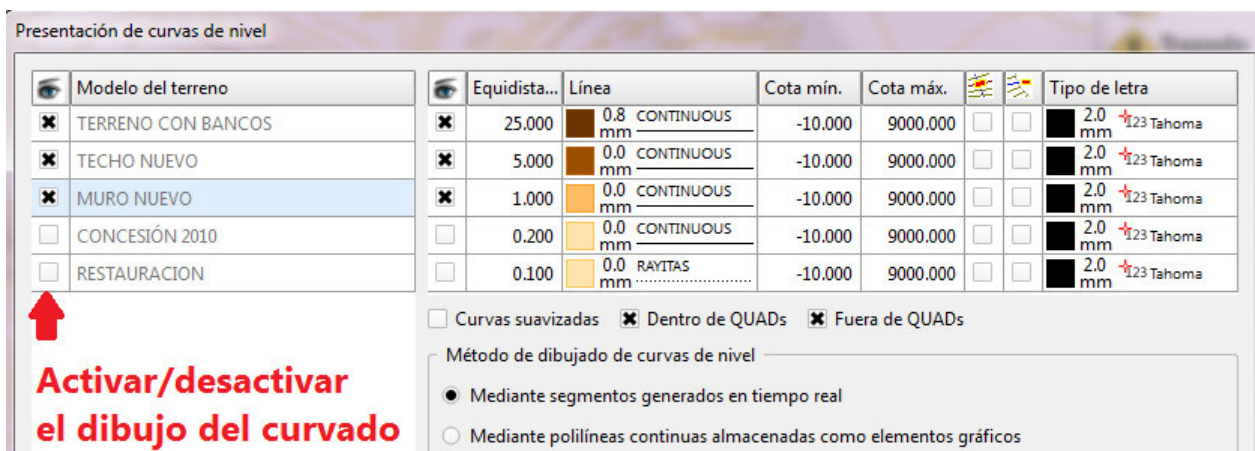 Presentación de curvas de nivel
Modelo del terreno
TERRENO CON BANCOS
TECHO NUEVO
MURO NUEVO
CONCESIÓN 2010
RESTAURACION
Equidista... Línea Cota mín. Cota máx. Tipo de letra
25.000 0.8 mm CONTINUOUS -10.000 9000.000 2.0 mm 123 Tahoma
5.000 0.0 mm CONTINUOUS -10.000 9000.000 2.0 mm 123 Tahoma
1.000 0.0 mm CONTINUOUS -10.000 9000.000 2.0 mm 123 Tahoma
0.200 0.0 mm CONTINUOUS -10.000 9000.000 2.0 mm 123 Tahoma
0.100 0.0 mm RAYITAS -10.000 9000.000 2.0 mm 123 Tahoma
Curvas suavizadas Dentro de QUADs Fuera de QUADs
Método de dibujado de curvas de nivel
Mediante segmentos generados en tiempo real
Mediante polilíneas continuas almacenadas como elementos gráficos
Activar/desactivar
el dibujo del curvado